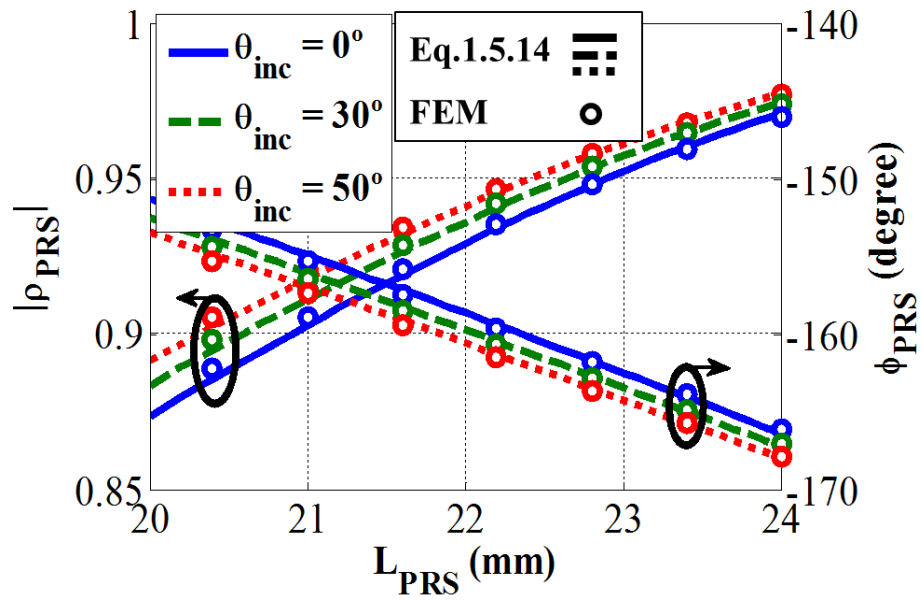 θinc = 0º
θinc = 30º
θinc = 50º
Eq.1.5.14
FEM
1
0.95
0.9
0.85
|ρPRS|
-140
-150
-160
-170
ϕPRS (degree)
20 21 22 23 24
LPRS (mm)